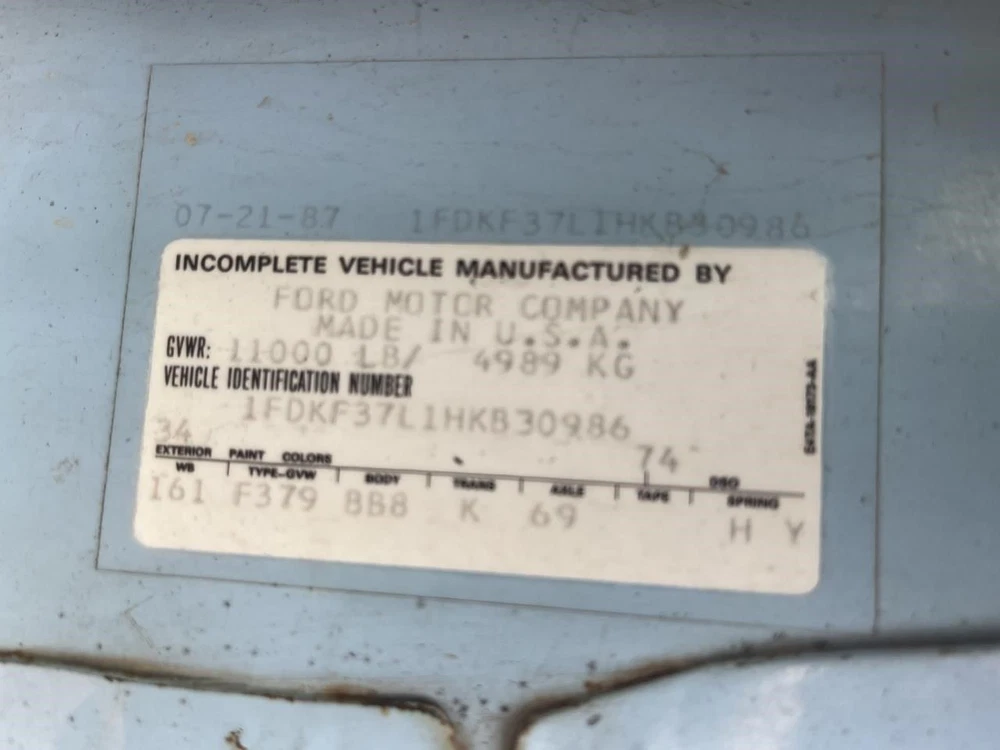 07-21-87 1FDKF37L1HKB30986
INCOMPLETE VEHICLE MANUFACTURED BY
FORD MOTOR COMPANY
MADE IN U.S.A.
GVWR: 11000 LB/ 4989 KG
VEHICLE IDENTIFICATION NUMBER
1FDKF37L1HKB30986
34 74
EXTERIOR PAINT COLORS DSO
WB TYPE-GVW BODY TRANS AXLE TAPE SPRING
161 F379 BB8 K 69 H Y